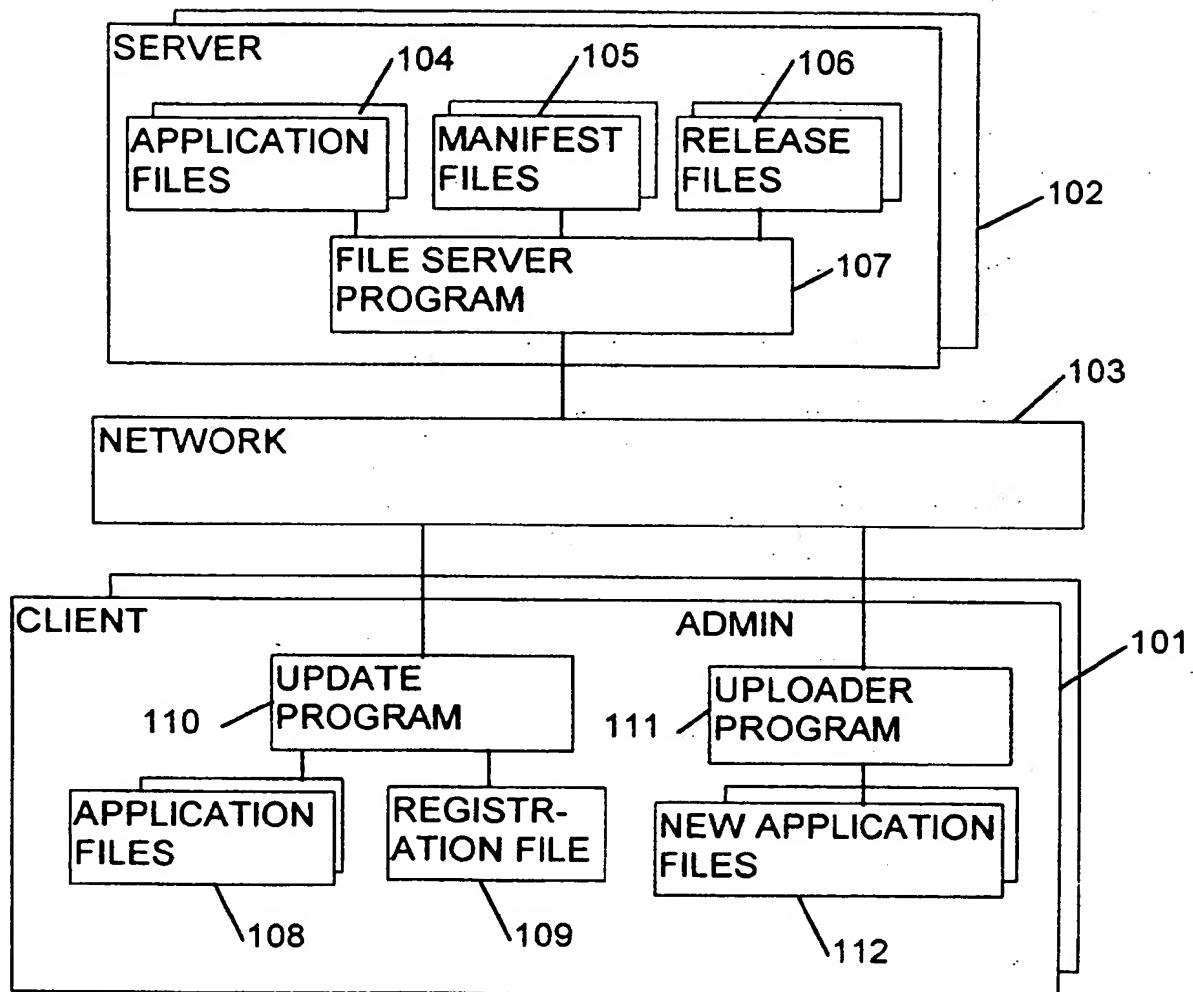 SERVER
104
105
106
APPLICATION
FILES
MANIFEST
FILES
RELEASE
FILES
102
FILE SERVER
PROGRAM
107
103
NETWORK
CLIENT
ADMIN
101
UPDATE
PROGRAM
110
UPLOADER
PROGRAM
111
APPLICATION
FILES
REGISTR-
ATION FILE
NEW APPLICATION
FILES
108
109
112